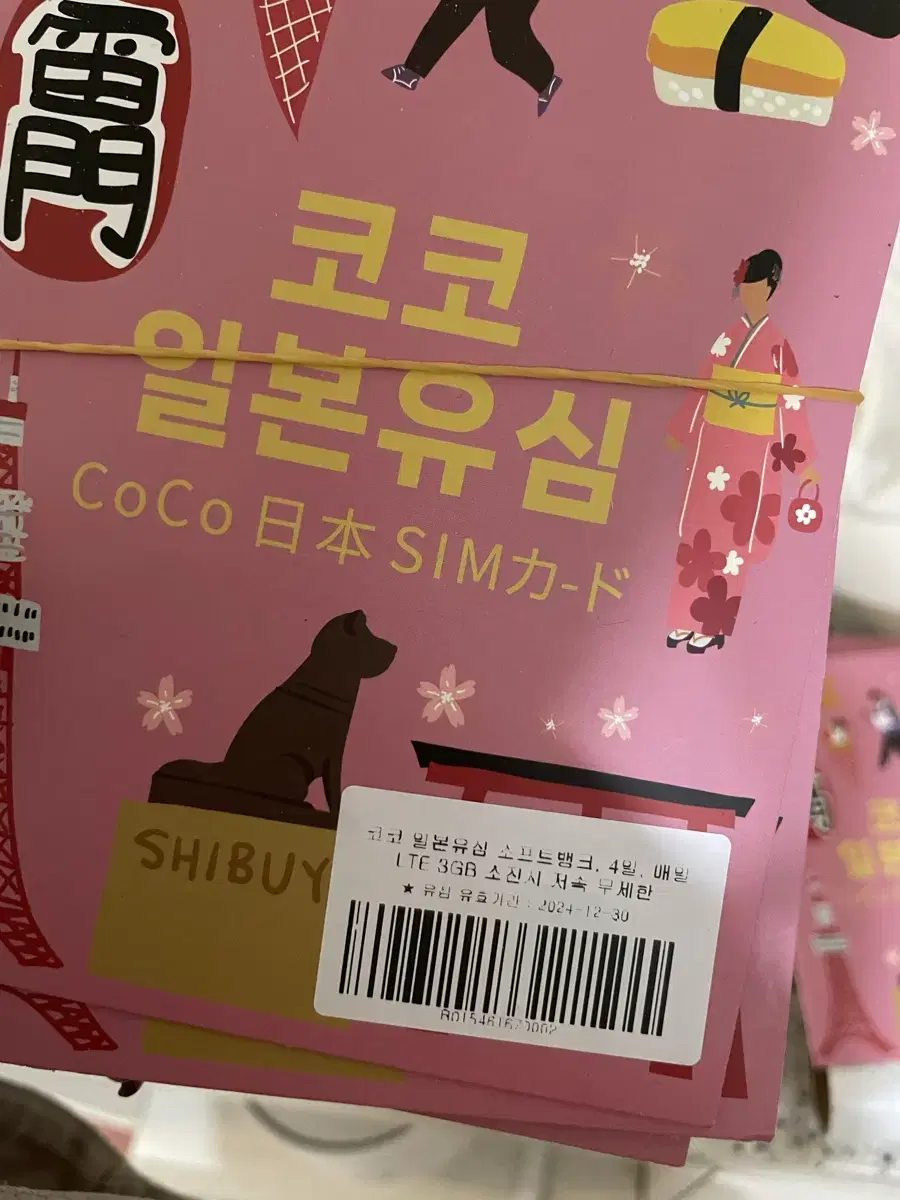 雷門
코코
일본유심
CoCo 日本 SIMカード
SHIBUY
코코 일본유심 소프트뱅크, 4일, 매일
LTE 3GB 소진시 저속 무제한
★ 유심 유효기간 : 2024-12-30